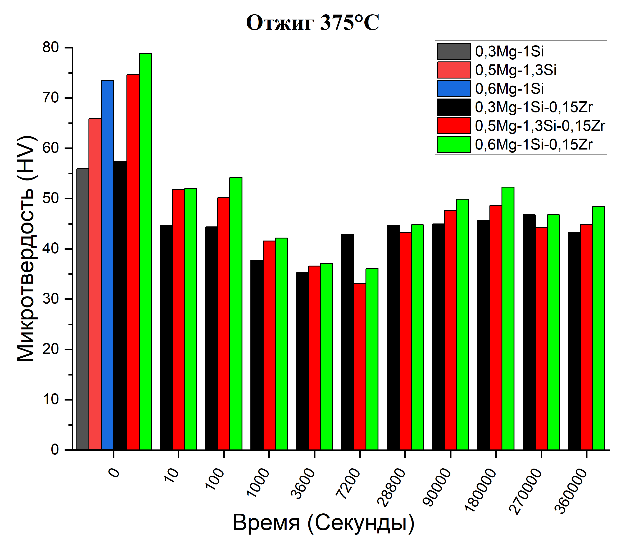 Отжиг 375°C
0,3Mg-1Si
0,5Mg-1,3Si
0,6Mg-1Si
0,3Mg-1Si-0,15Zr
0,5Mg-1,3Si-0,15Zr
0,6Mg-1Si-0,15Zr
Микротвердость (HV)
80
70
60
50
40
30
20
10
0
0
10
100
1000
3600
7200
28800
90000
180000
270000
360000
Время (Секунды)